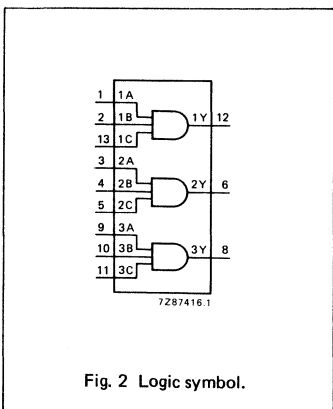 1 1A
2 1B 1Y 12
13 1C
3 2A
4 2B 2Y 6
5 2C
9 3A
10 3B 3Y 8
11 3C
7Z87416.1
Fig. 2 Logic symbol.